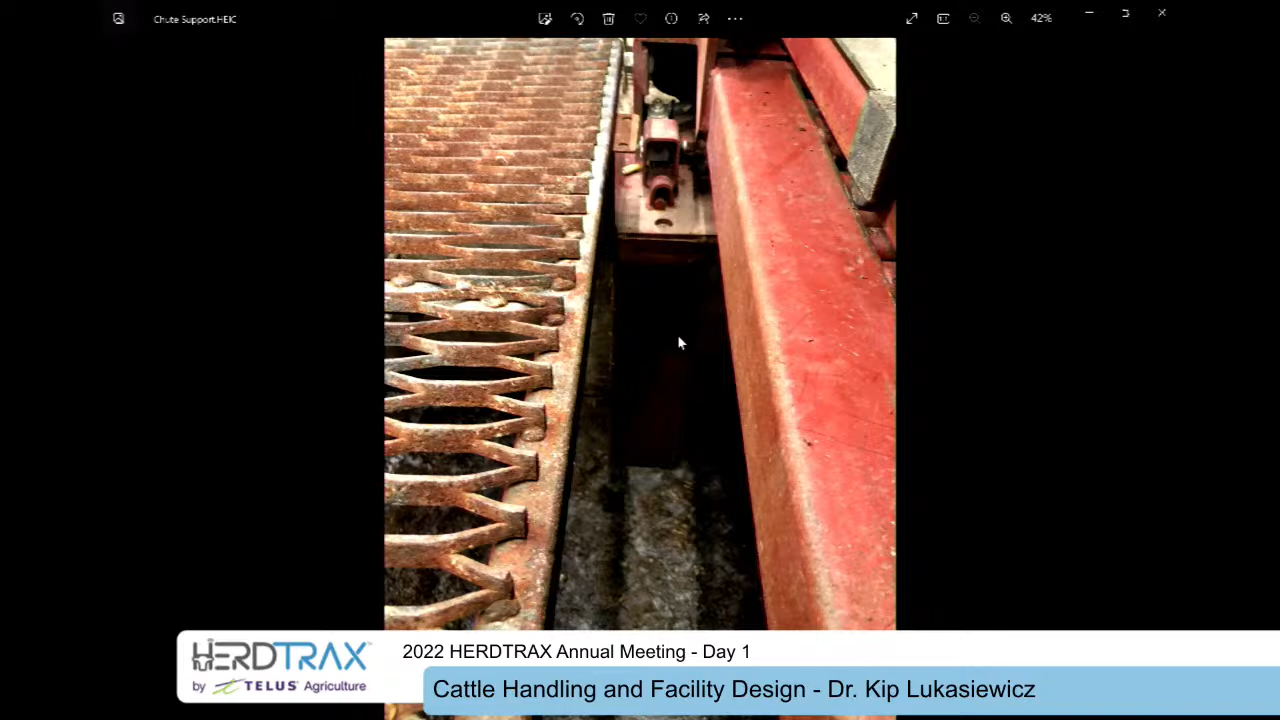 Chute Support.HEIC
42%
HERDTRAX
by TELUS Agriculture
2022 HERDTRAX Annual Meeting - Day 1
Cattle Handling and Facility Design - Dr. Kip Lukasiewicz